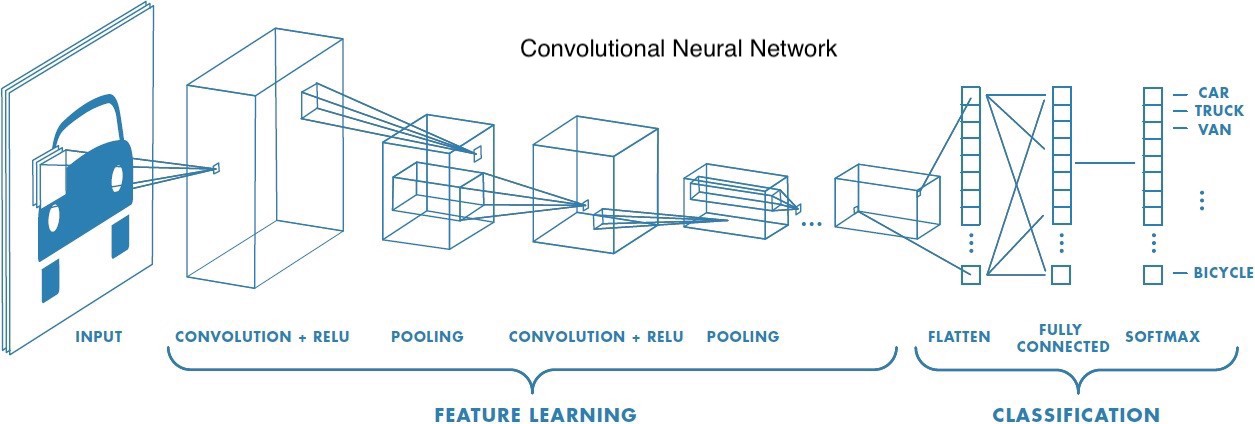 Convolutional Neural Network
CAR
TRUCK
VAN
BICYCLE
INPUT
CONVOLUTION + RELU
POOLING
CONVOLUTION + RELU
POOLING
FLATTEN
FULLY
CONNECTED
SOFTMAX
FEATURE LEARNING
CLASSIFICATION